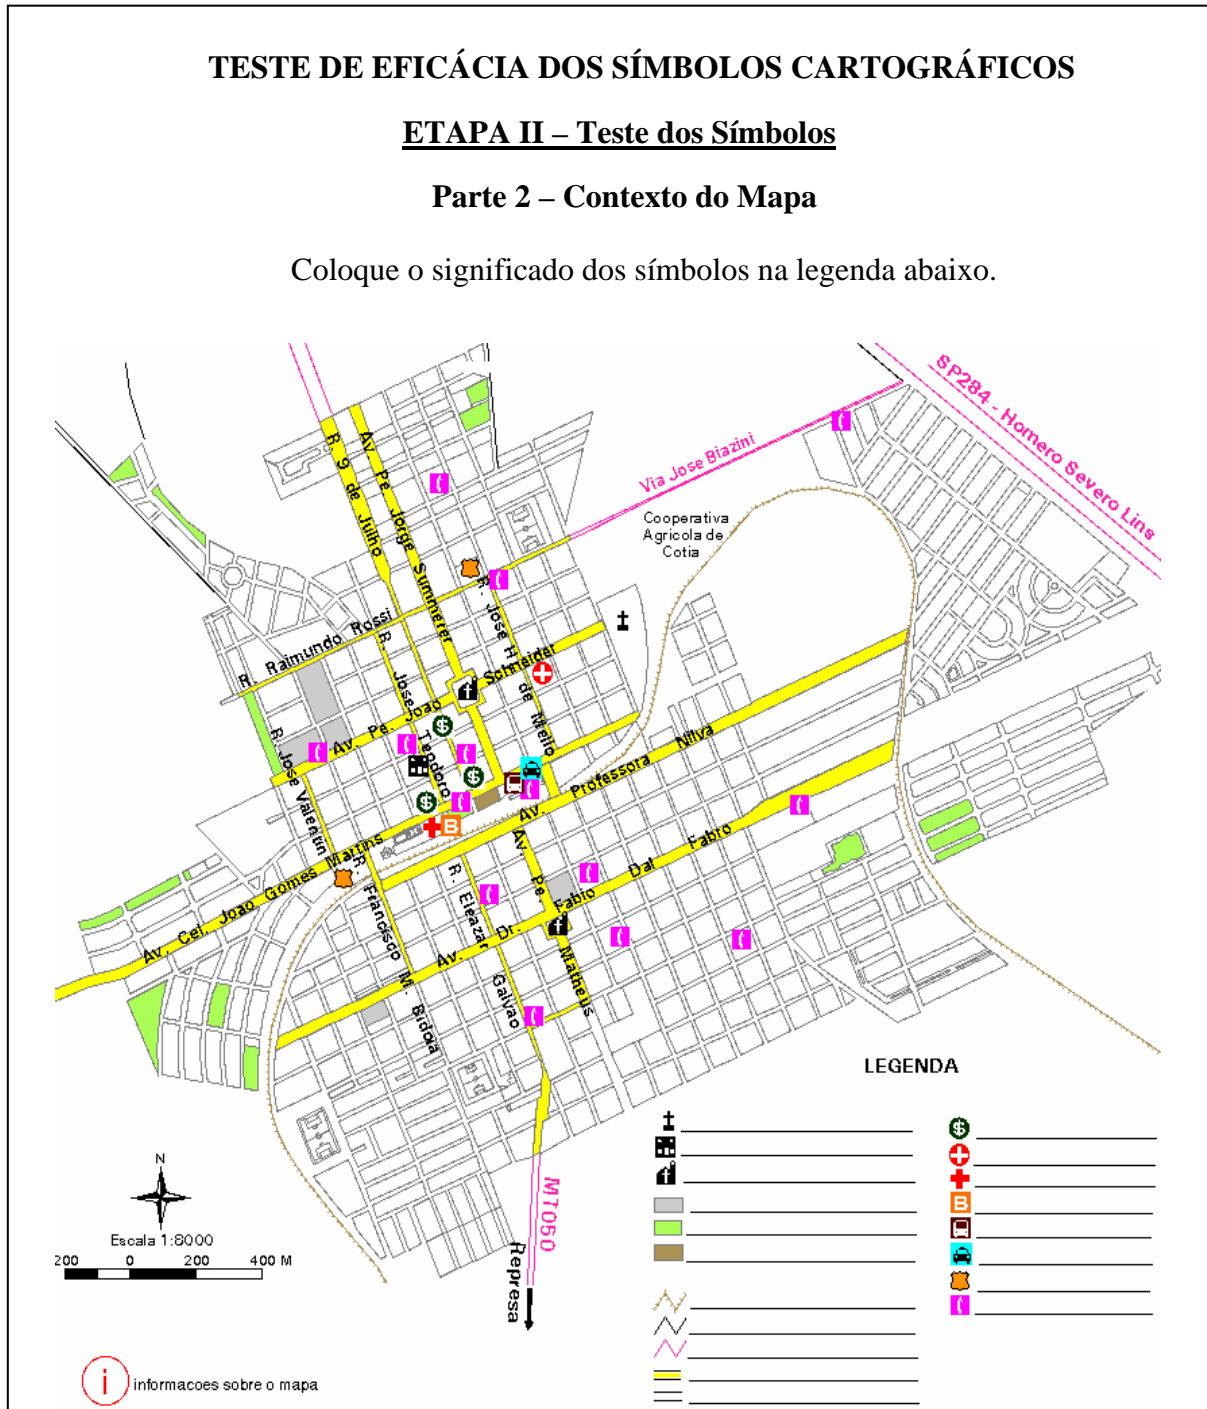 TESTE DE EFICÁCIA DOS SÍMBOLOS CARTOGRÁFICOS
ETAPA II – Teste dos Símbolos
Parte 2 – Contexto do Mapa
Coloque o significado dos símbolos na legenda abaixo.
SP284 - Homero Severo Lins
Via Jose Biazini
R. 9 de Julho
Av. Pe. Jorge Summerer
Cooperativa
Agricola de
Cotia
R. Raimundo Rossi
R. Jose Teodoro
R. Jose H. de Mello
Av. Pe. Joao Schneider
R. Jose Valentin
Av. Professora Nilva
Av. Cel. Joao Gomes Martins
R. Francisco M. Bidoia
R. Eleazar Galvao
Av. Pe. Matheus
Av. Dr. Fabio Dal Fabro
MT050
Represa
LEGENDA
$
B
N
Escala 1:8000
200 0 200 400 M
i informacoes sobre o mapa